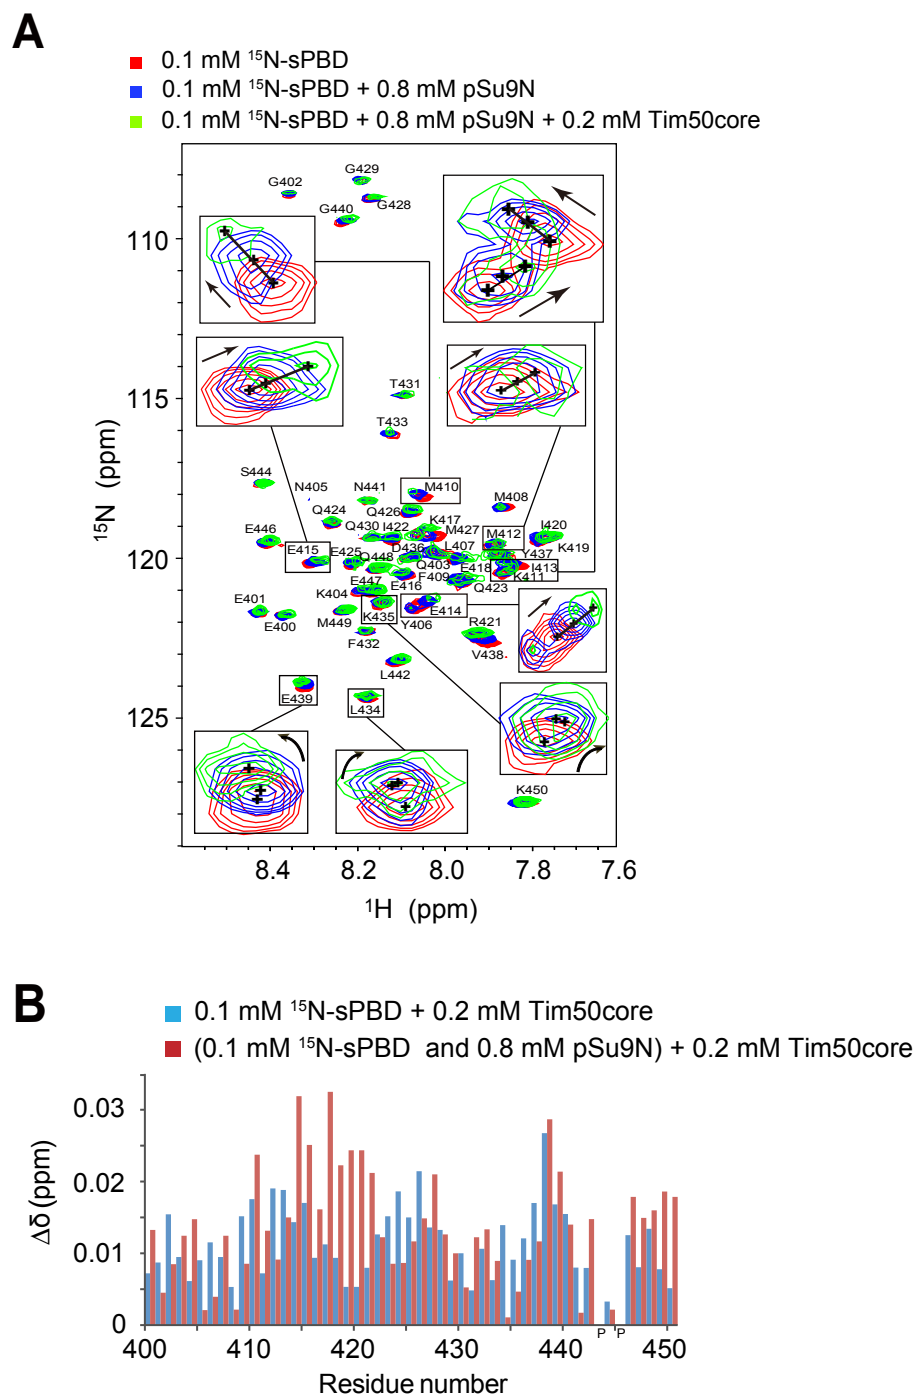 A
0.1 mM ¹⁵N-sPBD
0.1 mM ¹⁵N-sPBD + 0.8 mM pSu9N
0.1 mM ¹⁵N-sPBD + 0.8 mM pSu9N + 0.2 mM Tim50core
G429
G402
G428
G440
110
115
T431
T433
¹⁵N (ppm)
S444
N405
N441
M410
M408
Q424
Q426
K417
I420
Q430
I422
M427
M412
K419
E446
120
E415
E425
Q448
D436
L407
Y437
Q403
E418
I413
F409
K411
E447
E416
Q423
K404
K435
E401
E400
M449
Y406
E414
R421
F432
V438
L442
E439
L434
125
K450
8.4
8.2
8.0
7.8
7.6
¹H (ppm)
B
0.1 mM ¹⁵N-sPBD + 0.2 mM Tim50core
(0.1 mM ¹⁵N-sPBD and 0.8 mM pSu9N) + 0.2 mM Tim50core
0.03
0.02
0.01
0
Δδ (ppm)
P
P
400
410
420
430
440
450
Residue number